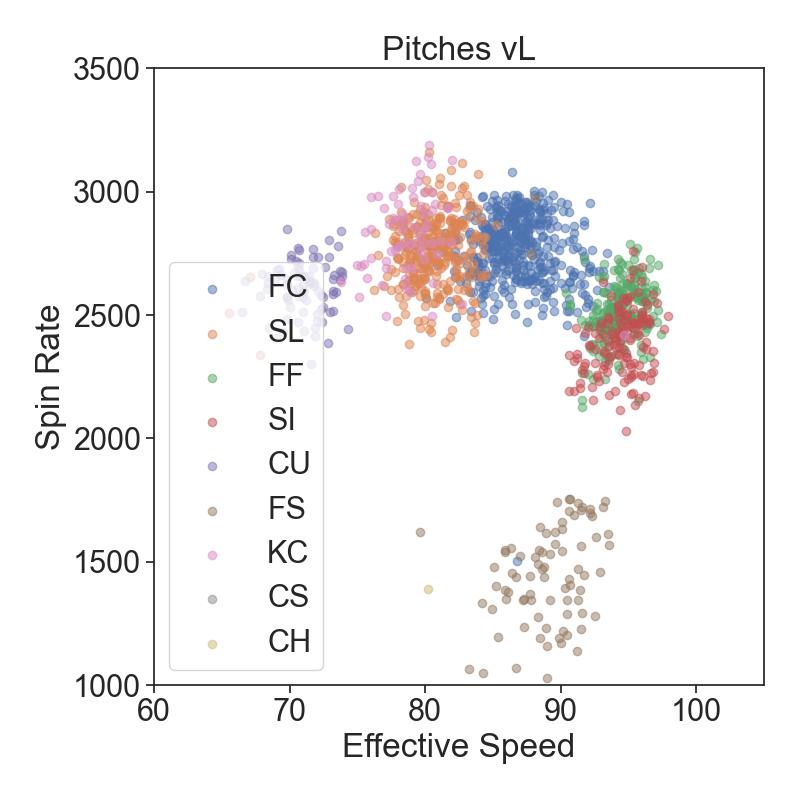 Pitches vL
3500
3000
2500
2000
1500
1000
Spin Rate
FC
SL
FF
SI
CU
FS
KC
CS
CH
60 70 80 90 100
Effective Speed